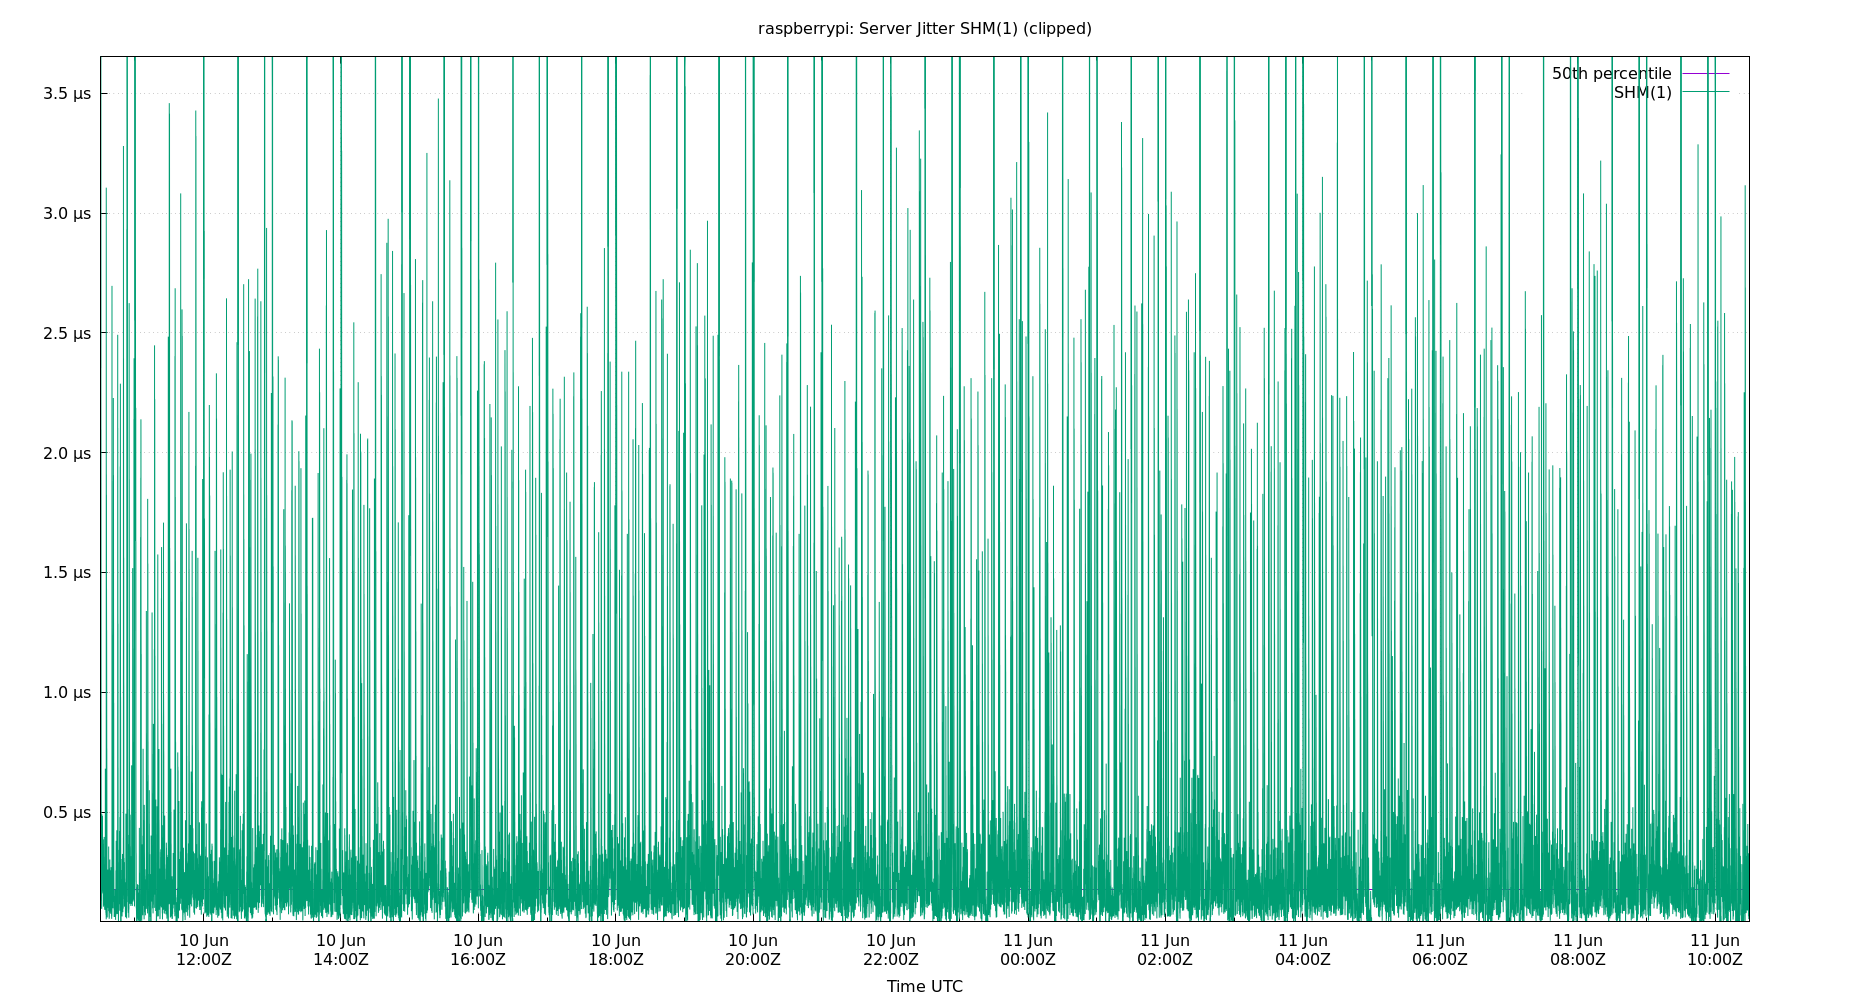 raspberrypi: Server Jitter SHM(1) (clipped)
50th percentile
SHM(1)
3.5 µs
3.0 µs
2.5 µs
2.0 µs
1.5 µs
1.0 µs
0.5 µs
10 Jun 10 Jun 10 Jun 10 Jun 10 Jun 10 Jun 11 Jun 11 Jun 11 Jun 11 Jun 11 Jun 11 Jun
12:00Z 14:00Z 16:00Z 18:00Z 20:00Z 22:00Z 00:00Z 02:00Z 04:00Z 06:00Z 08:00Z 10:00Z
Time UTC